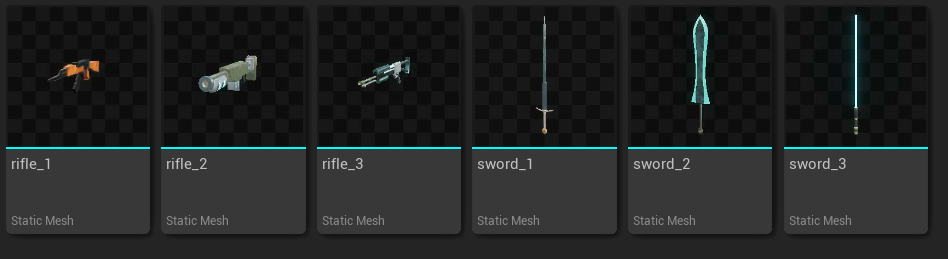 rifle_1
Static Mesh
rifle_2
Static Mesh
rifle_3
Static Mesh
sword_1
Static Mesh
sword_2
Static Mesh
sword_3
Static Mesh